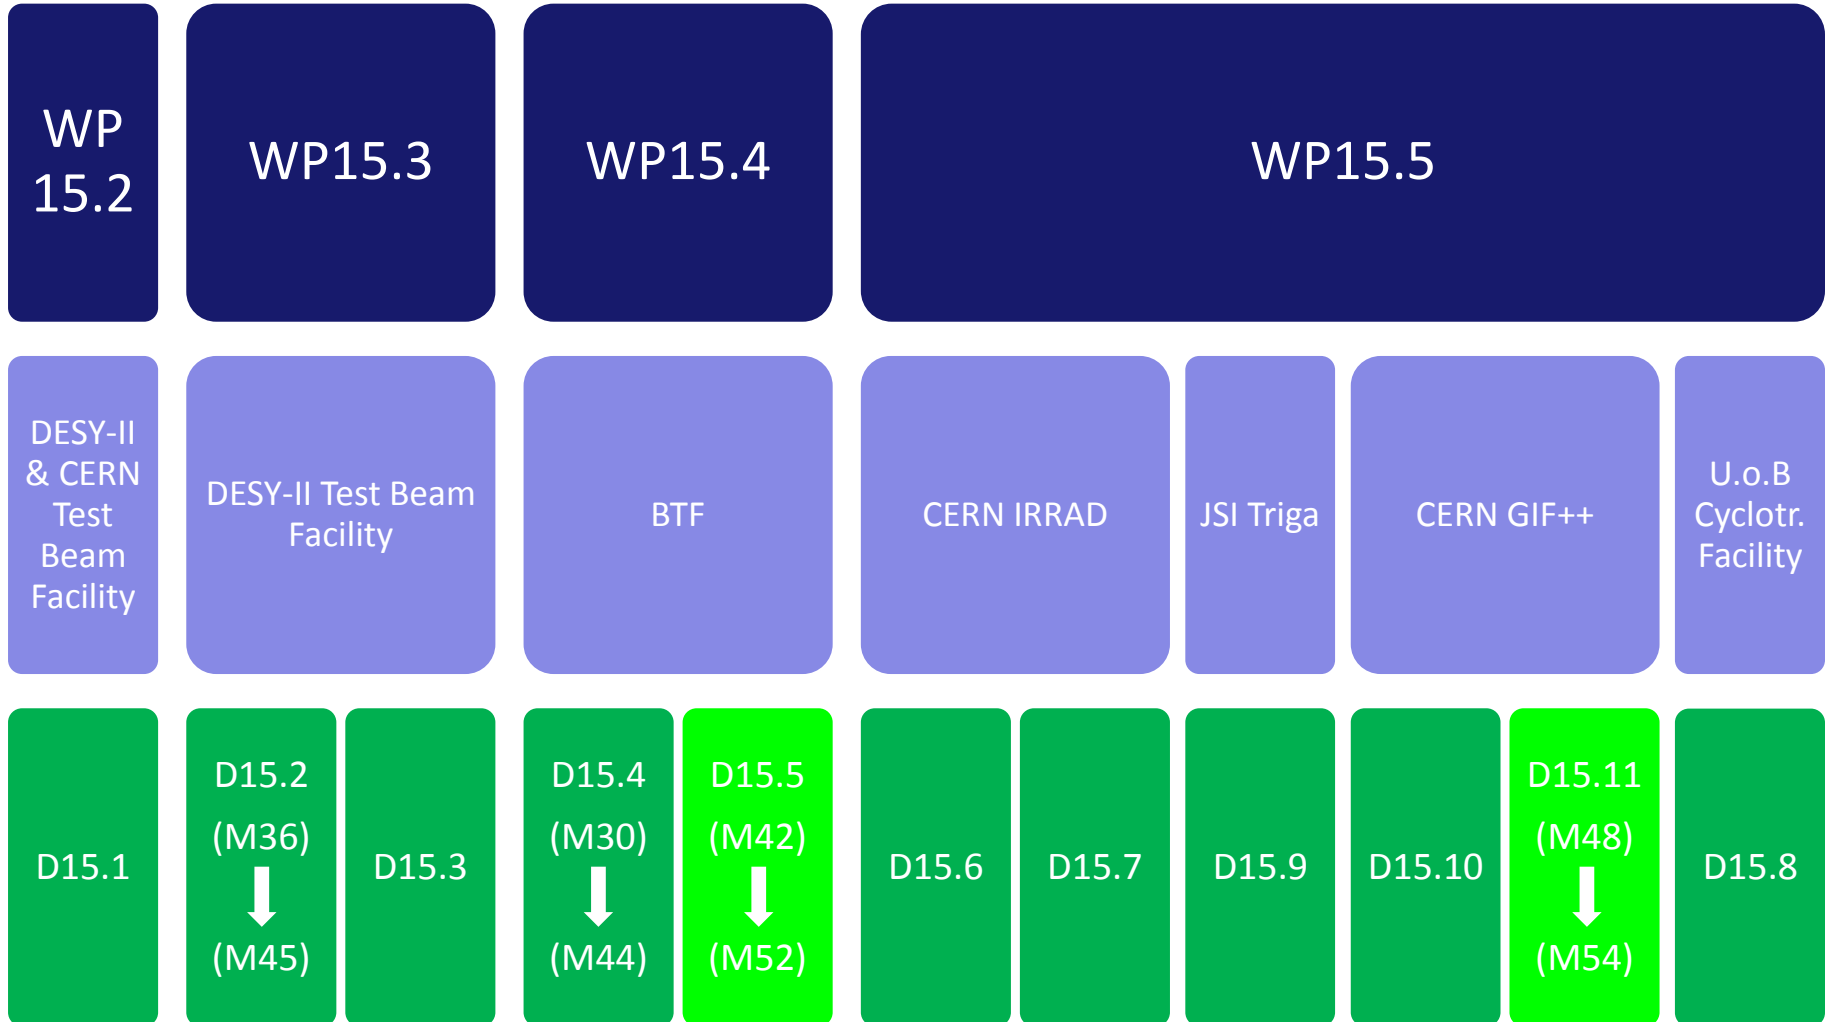 WP
15.2
WP15.3
WP15.4
WP15.5
DESY-II
& CERN
Test
Beam
Facility
DESY-II Test Beam
Facility
BTF
CERN IRRAD
JSI Triga
CERN GIF++
U.o.B
Cyclotr.
Facility
D15.1
D15.2
(M36)
(M45)
D15.3
D15.4
(M30)
(M44)
D15.5
(M42)
(M52)
D15.6
D15.7
D15.9
D15.10
D15.11
(M48)
(M54)
D15.8